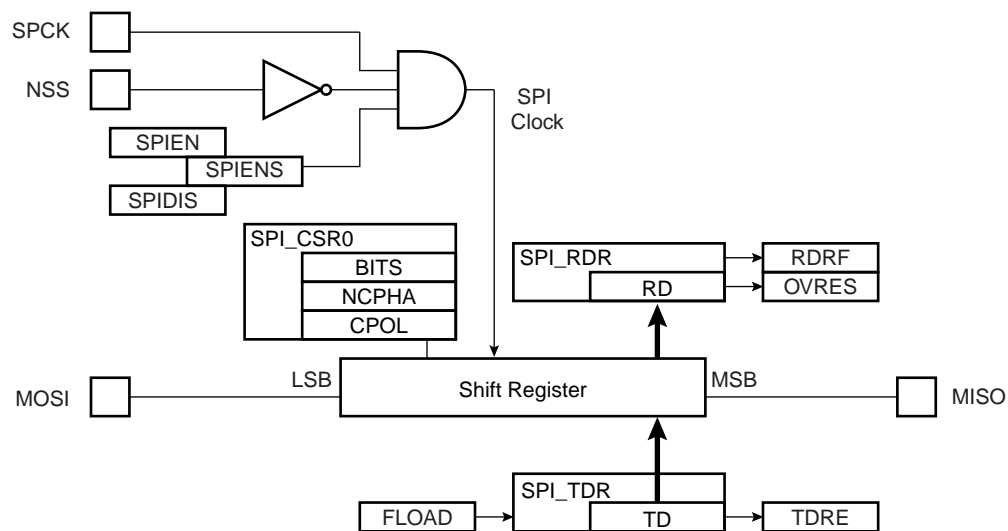 SPCK
NSS
SPI
Clock
SPIEN
SPIENS
SPIDIS
SPI_CSR0
BITS
NCPHA
CPOL
SPI_RDR
RD
RDRF
OVRES
MOSI
LSB
Shift Register
MSB
MISO
FLOAD
SPI_TDR
TD
TDRE